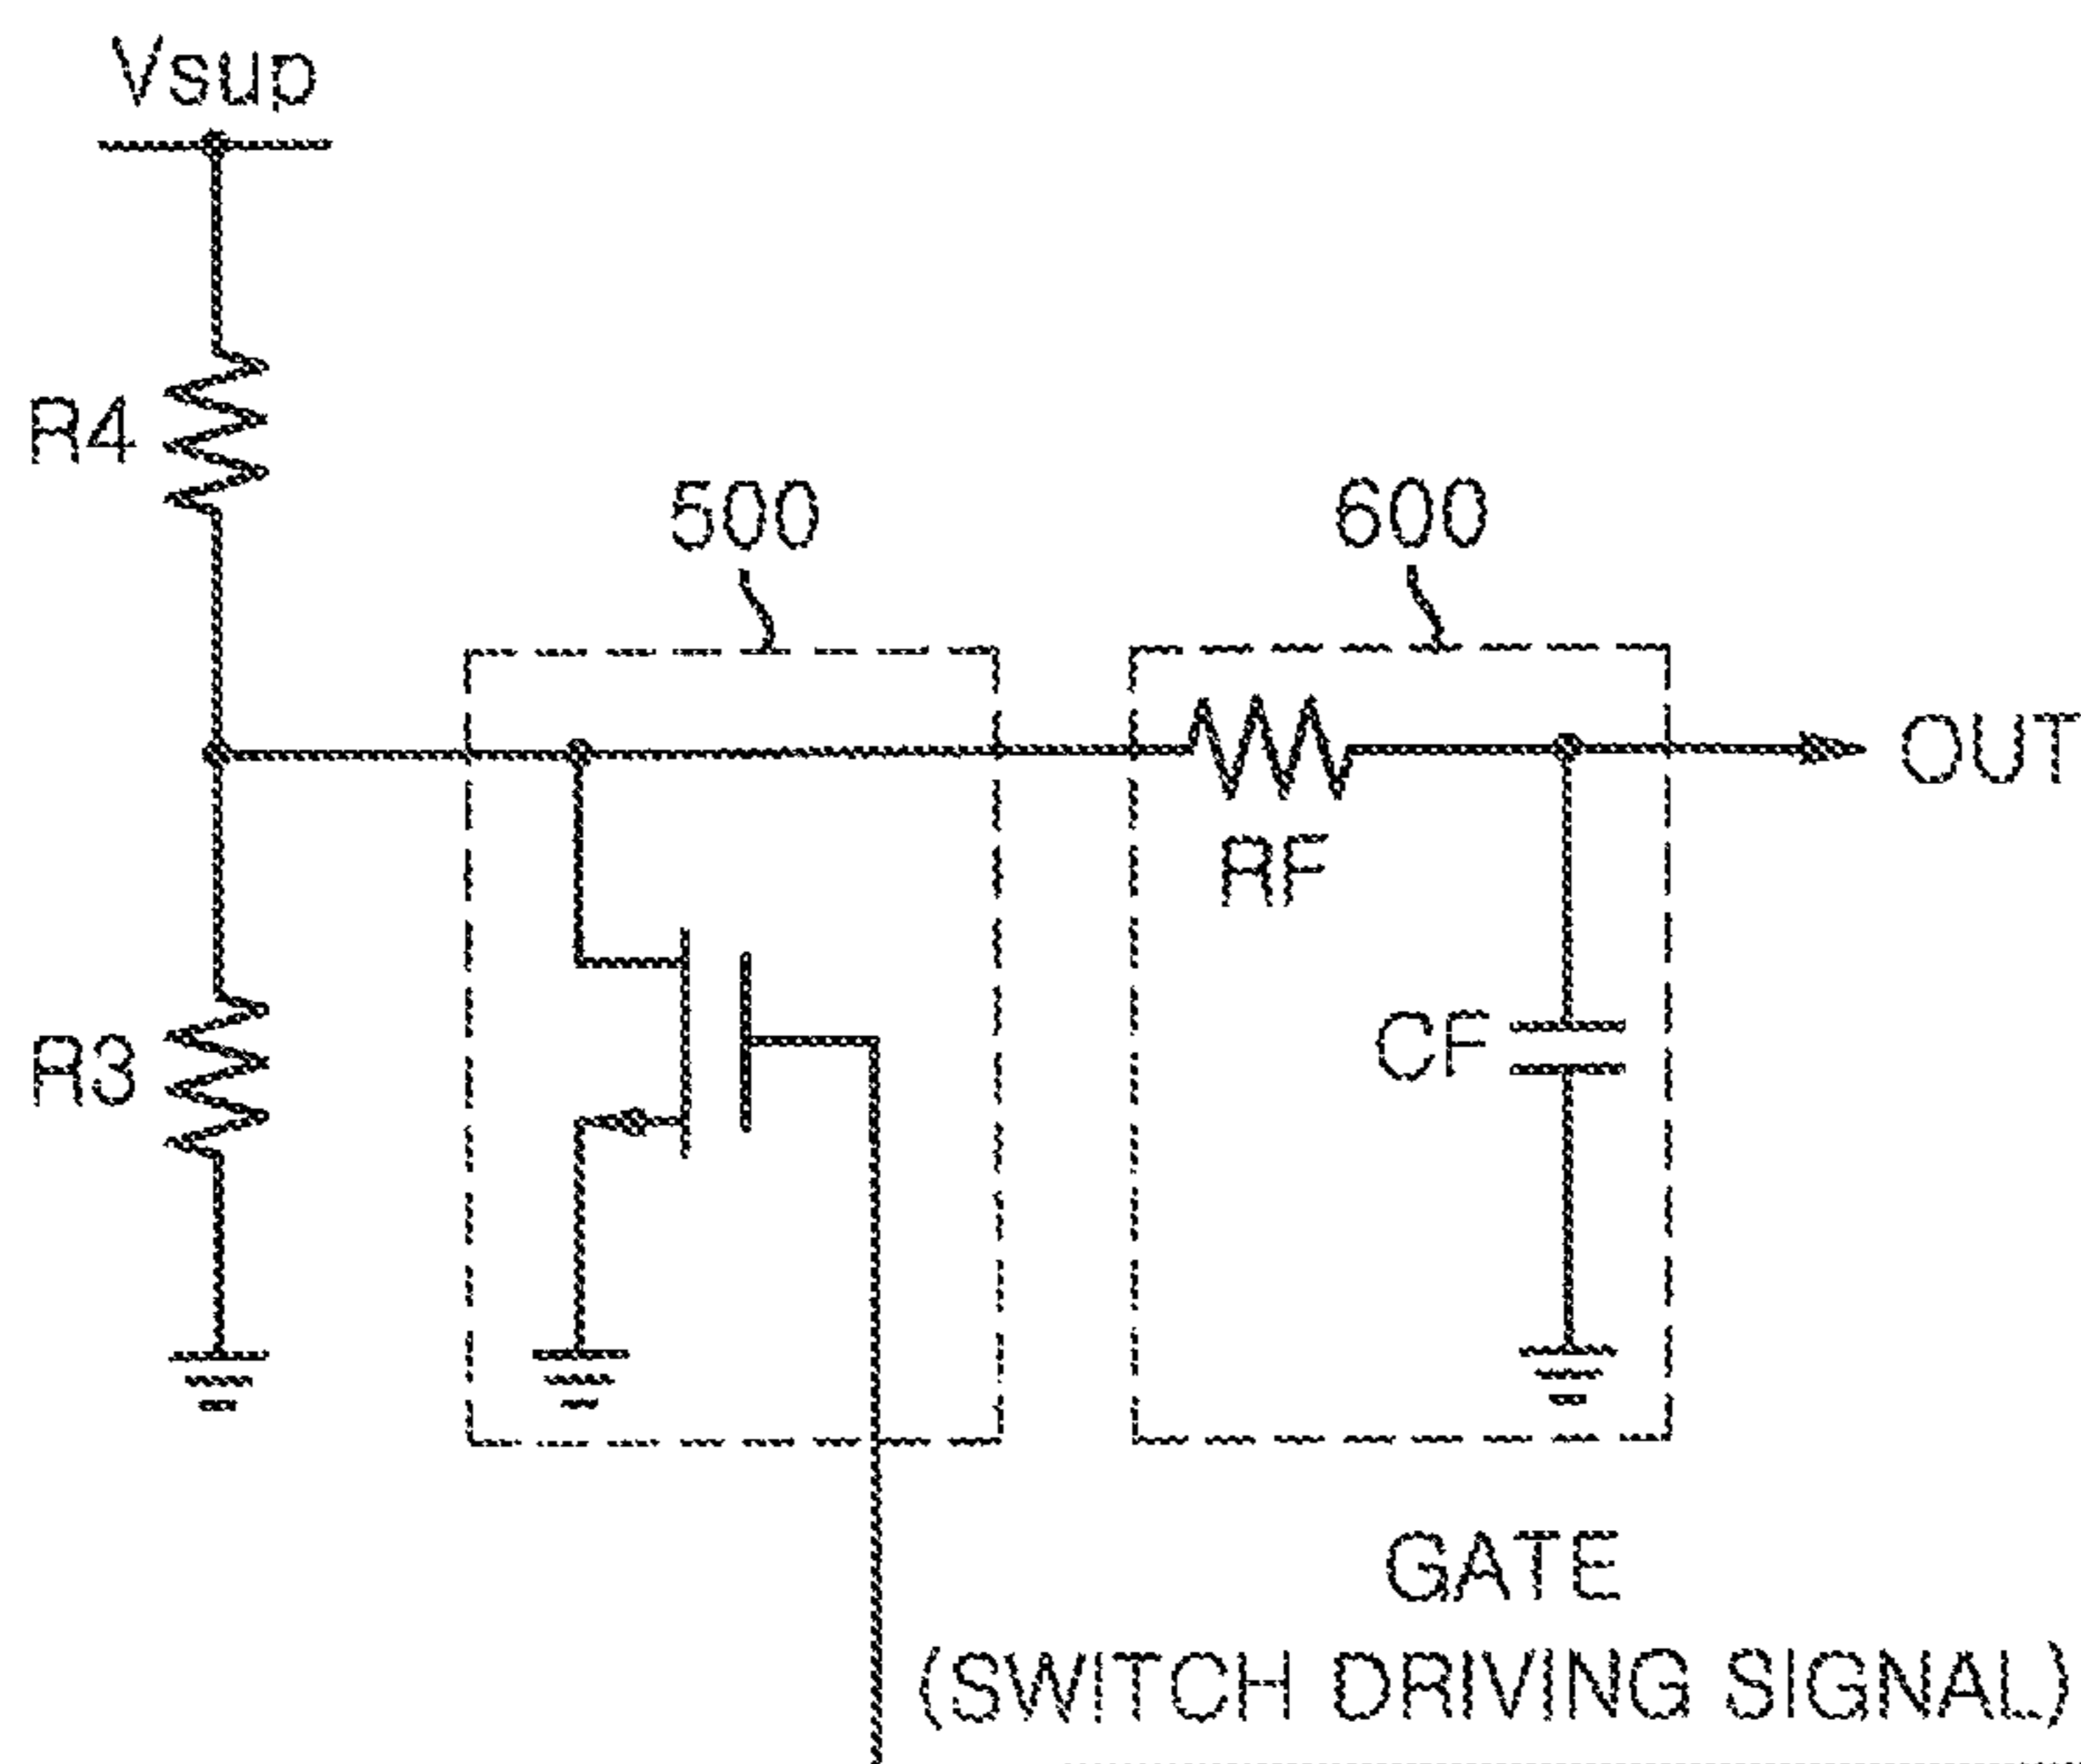 Vsup
R4
500
600
OUT
RF
R3
CF
GATE
(SWITCH DRIVING SIGNAL)